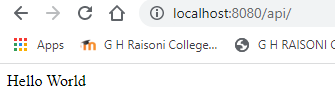 localhost:8080/api/
Apps G H Raisoni College... G H RAISONI C
Hello World